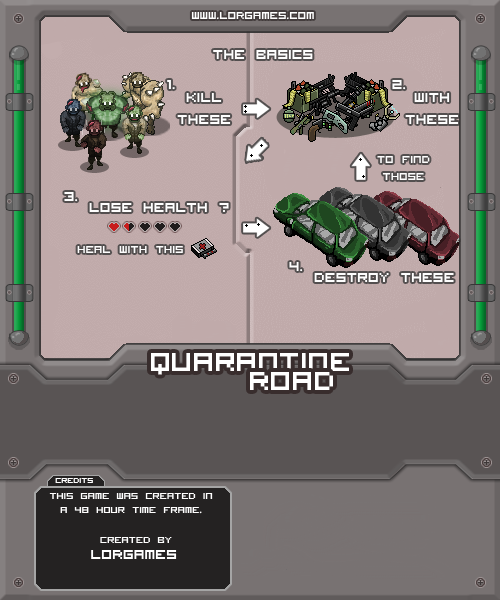 WWW.LORGAMES.COM
THE BASICS
1. KILL
THESE
2. WITH
THESE
3. LOSE HEALTH ?
HEAL WITH THIS
TO FIND
THOSE
4. DESTROY THESE
QUARANTINE
ROAD
CREDITS
THIS GAME WAS CREATED IN
A 48 HOUR TIME FRAME.
CREATED BY
LORGAMES